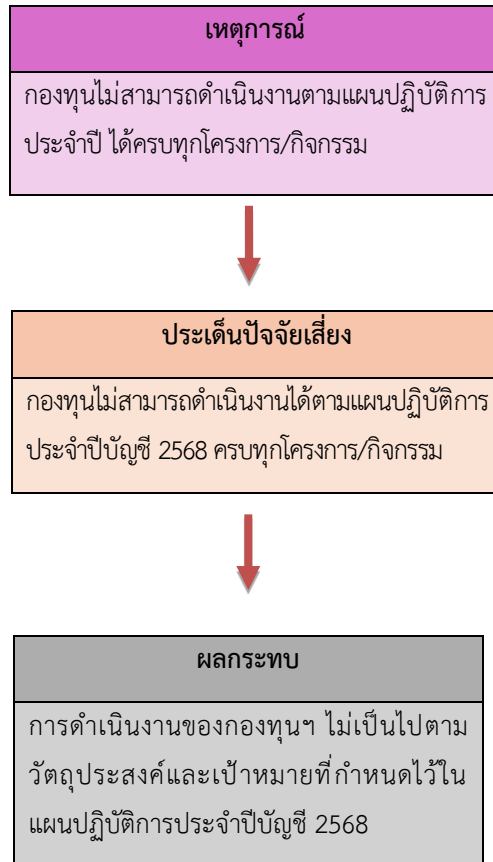 เหตุการณ์
กองทุนไม่สามารถดำเนินงานตามแผนปฏิบัติการ
ประจำปี ได้ครบทุกโครงการ/กิจกรรม
ประเด็นปัจจัยเสี่ยง
กองทุนไม่สามารถดำเนินงานได้ตามแผนปฏิบัติการ
ประจำปีบัญชี 2568 ครบทุกโครงการ/กิจกรรม
ผลกระทบ
การดำเนินงานของกองทุนฯ ไม่เป็นไปตาม
วัตถุประสงค์และเป้าหมายที่กำหนดไว้ใน
แผนปฏิบัติการประจำปีบัญชี 2568